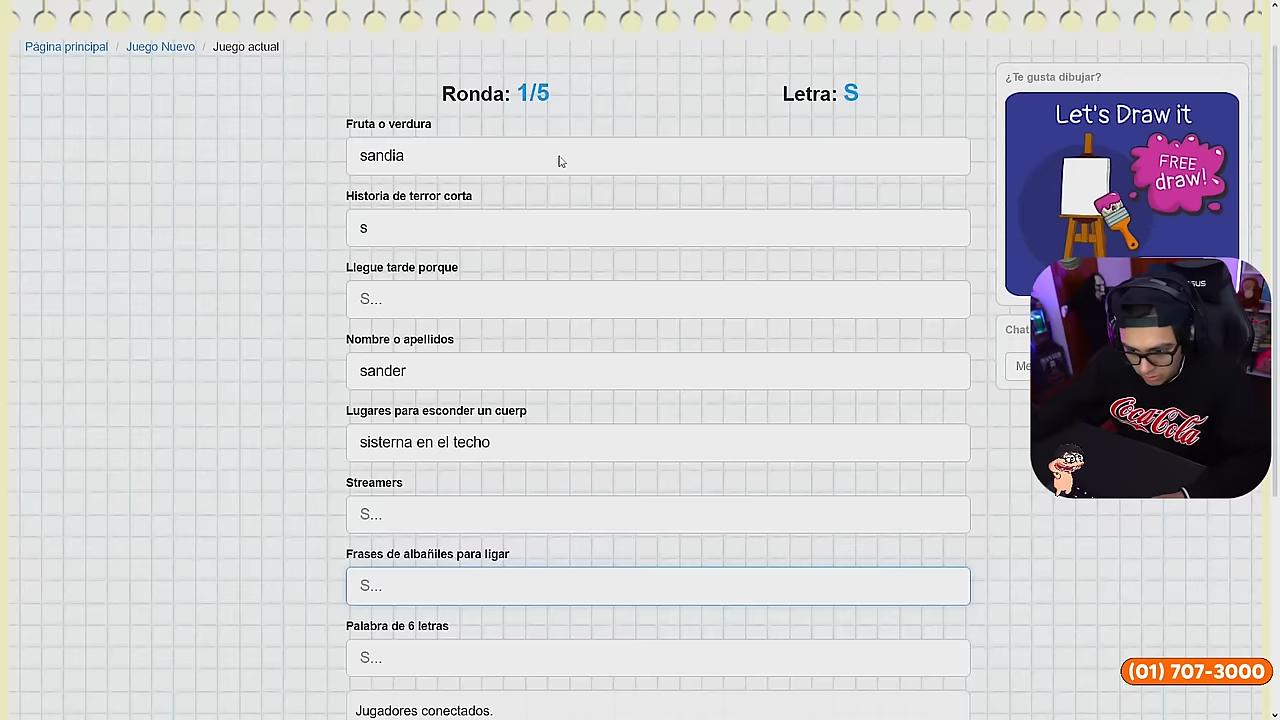 Página principal / Juego Nuevo / Juego actual
Ronda: 1/5
Letra: S
Fruta o verdura
sandia
Historia de terror corta
s
Llegue tarde porque
S...
Nombre o apellidos
sander
Lugares para esconder un cuerp
sisterna en el techo
Streamers
S...
Frases de albañiles para ligar
S...
Palabra de 6 letras
S...
Jugadores conectados.
¿Te gusta dibujar?
Let's Draw it
FREE
draw!
Chat
Me
Coca-Cola
(01) 707-3000